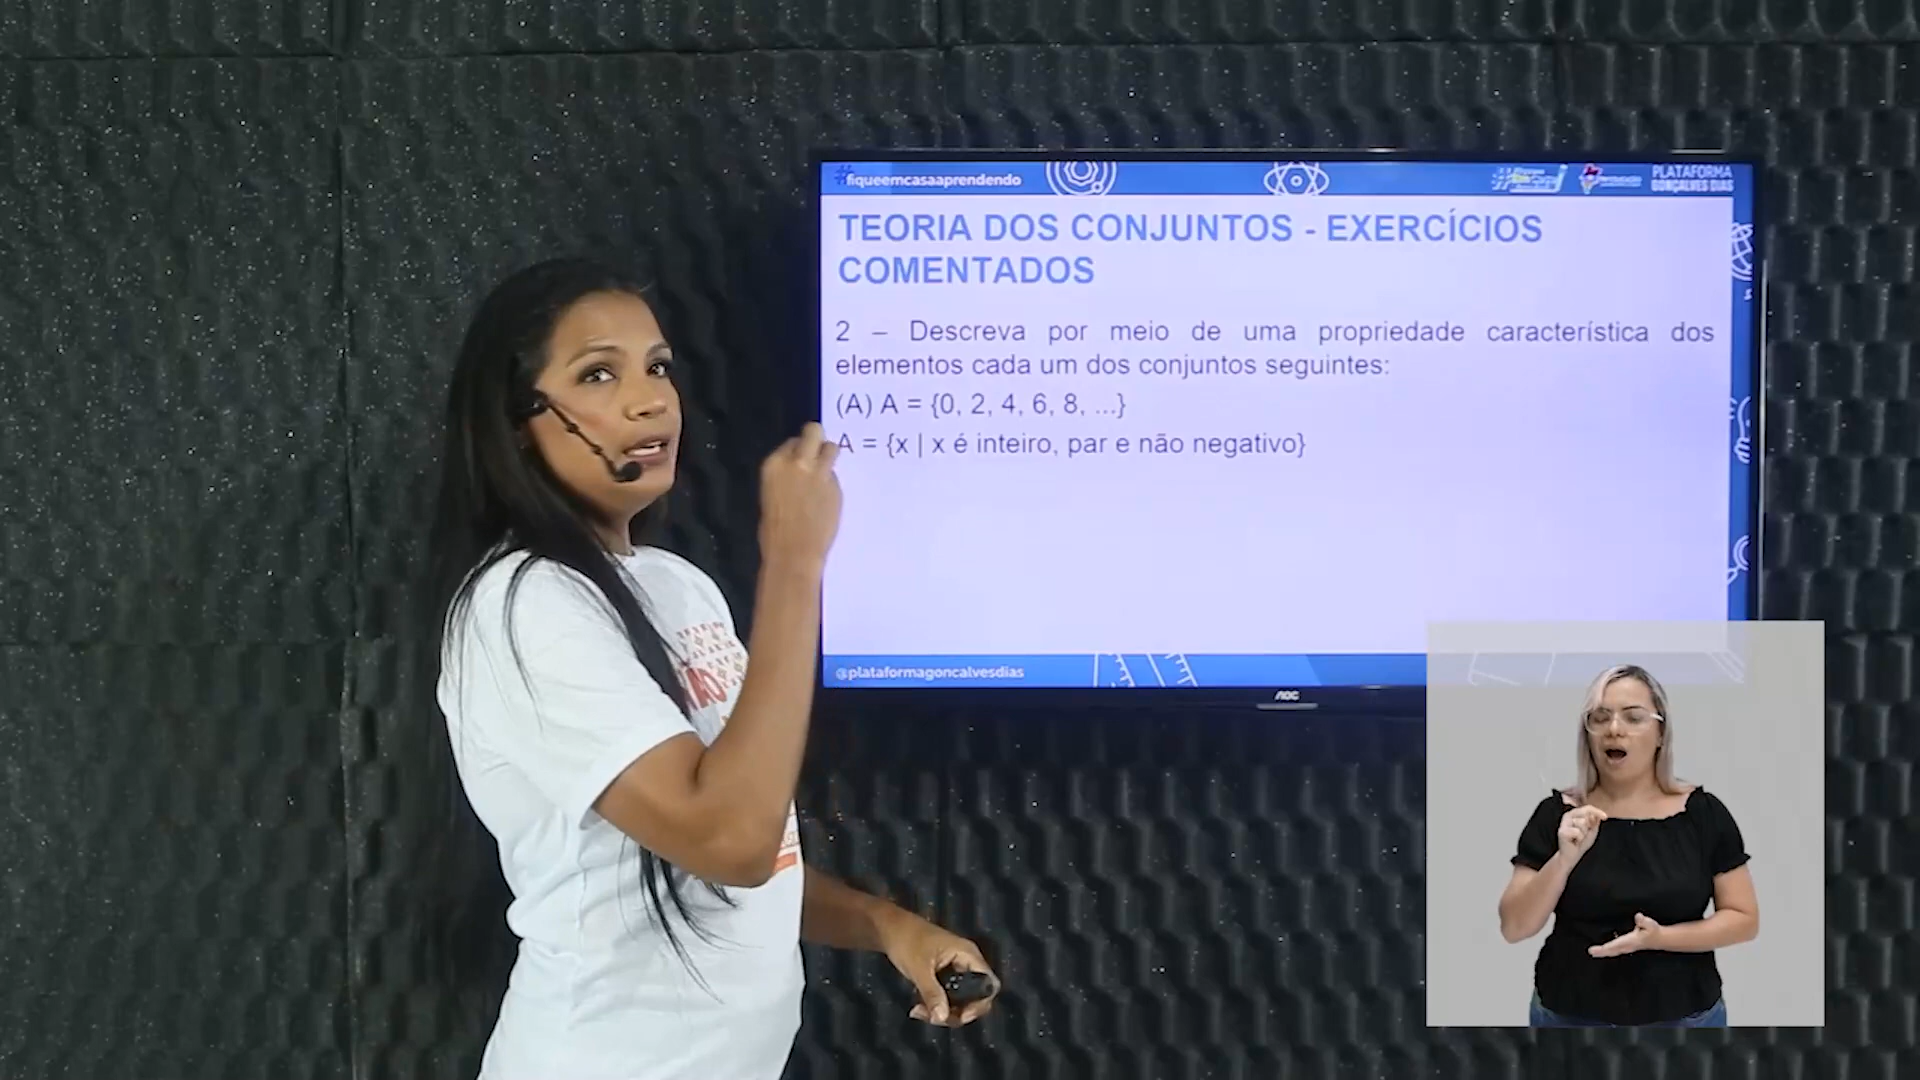 #fiqueemcasaaprendendo
PLATAFORMA
GONÇALVES DIAS
TEORIA DOS CONJUNTOS - EXERCÍCIOS
COMENTADOS
2 – Descreva por meio de uma propriedade característica dos
elementos cada um dos conjuntos seguintes:
(A) A = {0, 2, 4, 6, 8, ...}
A = {x | x é inteiro, par e não negativo}
@plataformagoncalvesdias
AOC